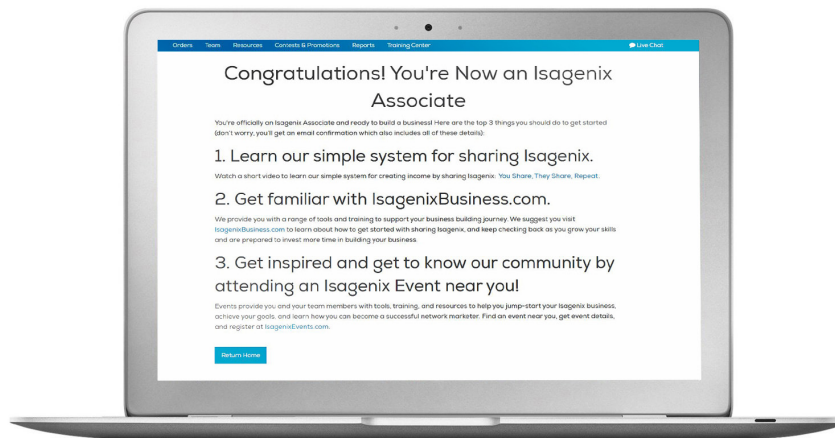 Orders Team Resources Contests & Promotions Reports Training Center Live Chat
Congratulations! You're Now an Isagenix
Associate
You're officially an Isagenix Associate and ready to build a business! Here are the top 3 things you should do to get started
(don't worry, you'll get an email confirmation which also includes all of these details):
1. Learn our simple system for sharing Isagenix.
Watch a short video to learn our simple system for creating income by sharing Isagenix: You Share, They Share, Repeat.
2. Get familiar with IsagenixBusiness.com.
We provide you with a range of tools and training to support your business building journey. We suggest you visit
IsagenixBusiness.com to learn about how to get started with sharing Isagenix, and keep checking back as you grow your skills
and are prepared to invest more time in building your business
3. Get inspired and get to know our community by
attending an Isagenix Event near you!
Events provide you and your team members with tools, training, and resources to help you jump-start your Isagenix business,
achieve your goals, and learn how you can become a successful network marketer. Find an event near you, get event details,
and register at IsagenixEvents.com.
Return Home